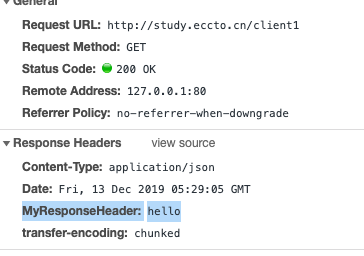 General
Request URL: http://study.eccto.cn/client1
Request Method: GET
Status Code: 200 OK
Remote Address: 127.0.0.1:80
Referrer Policy: no-referrer-when-downgrade
Response Headers view source
Content-Type: application/json
Date: Fri, 13 Dec 2019 05:29:05 GMT
MyResponseHeader: hello
transfer-encoding: chunked